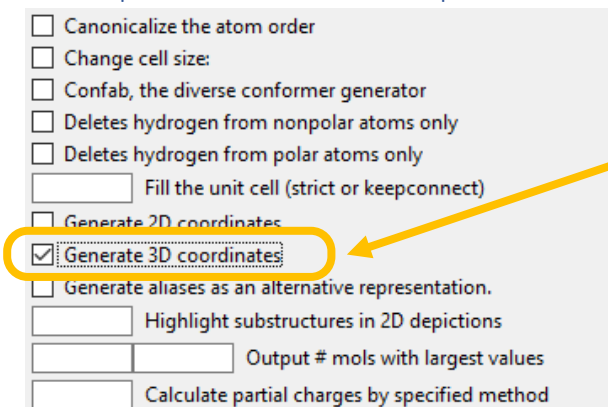 Canonicalize the atom order
Change cell size:
Confab, the diverse conformer generator
Deletes hydrogen from nonpolar atoms only
Deletes hydrogen from polar atoms only
Fill the unit cell (strict or keepconnect)
Generate 2D coordinates
Generate 3D coordinates
Generate aliases as an alternative representation.
Highlight substructures in 2D depictions
Output # mols with largest values
Calculate partial charges by specified method